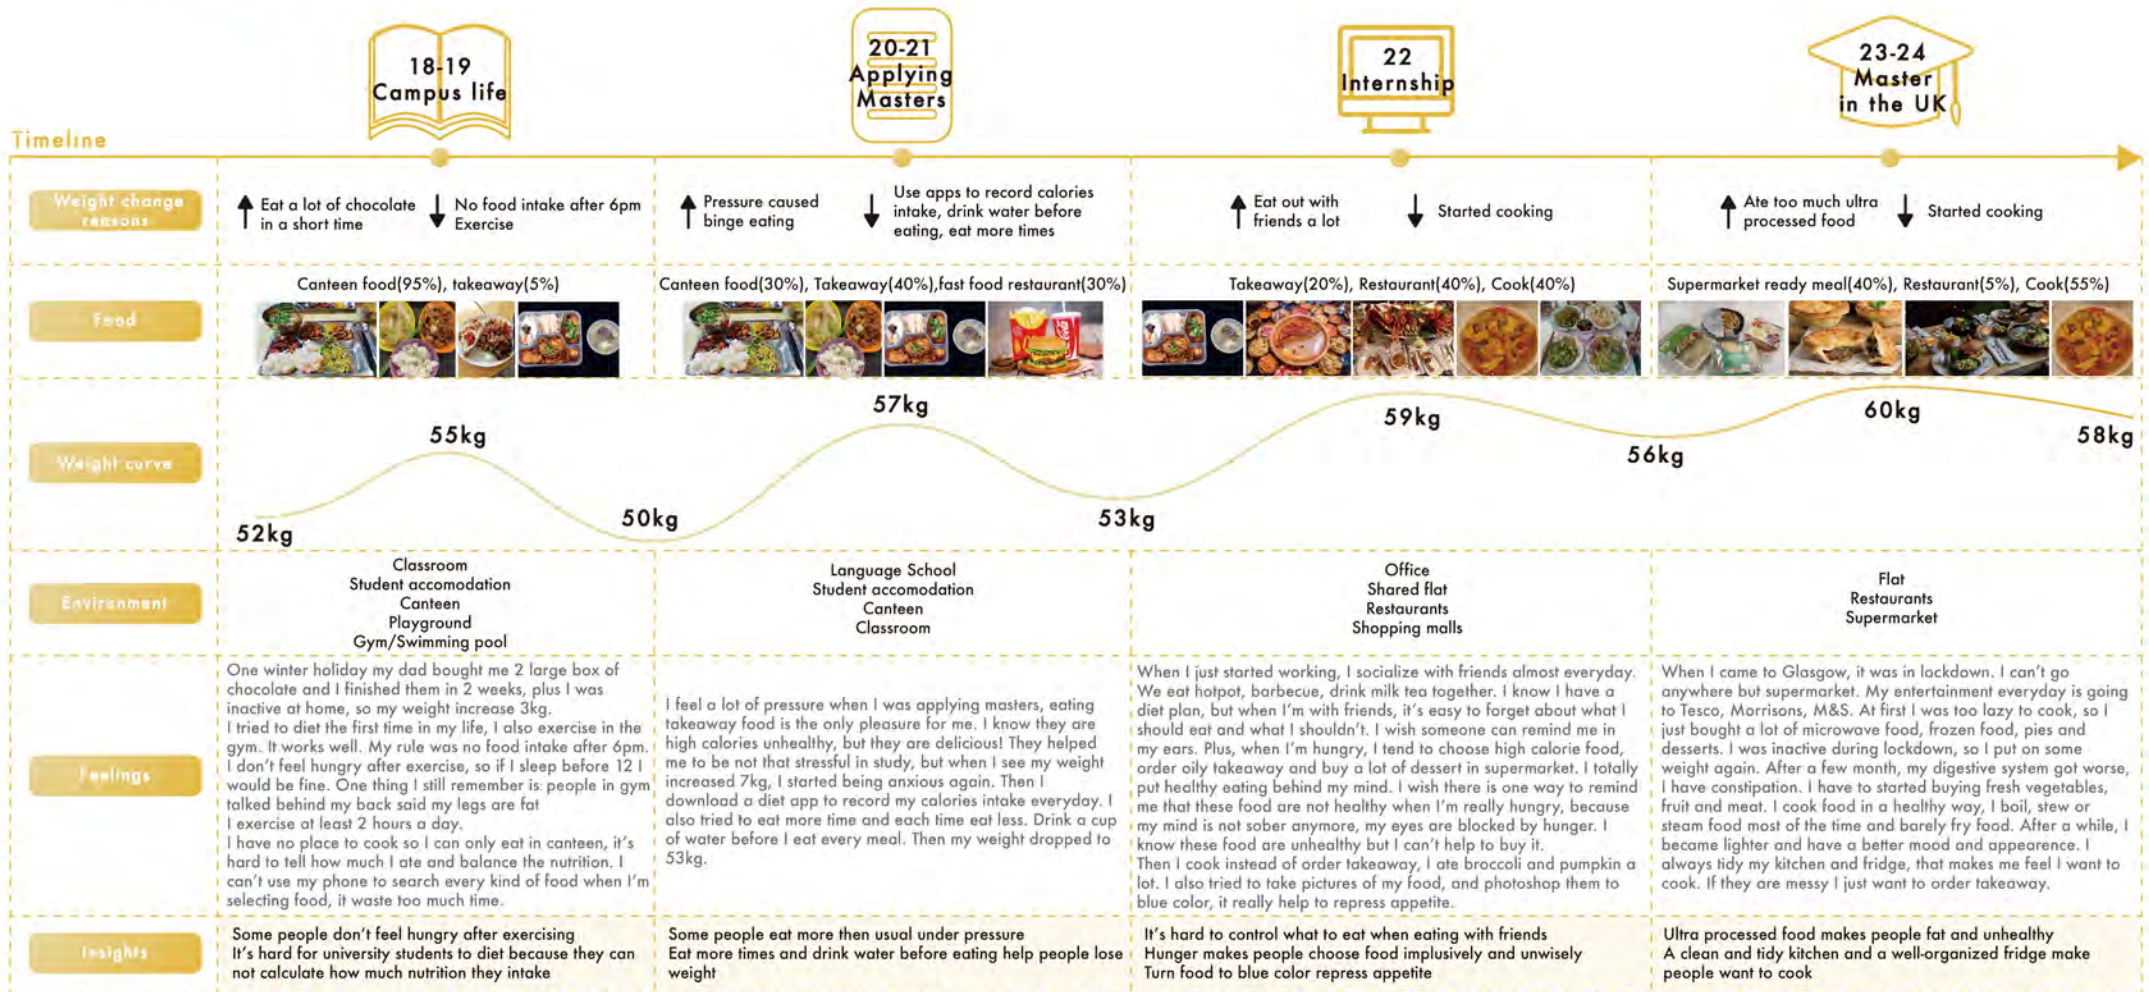 18-19
Campus life
20-21
Applying
Masters
22
Internship
23-24
Master
in the UK
Timeline
Weight change
reasons
Eat a lot of chocolate
in a short time
No food intake after 6pm
Exercise
Pressure caused
binge eating
Use apps to record calories
intake, drink water before
eating, eat more times
Eat out with
friends a lot
Started cooking
Ate too much ultra
processed food
Started cooking
Food
Canteen food(95%), takeaway(5%)
Canteen food(30%), Takeaway(40%),fast food restaurant(30%)
Takeaway(20%), Restaurant(40%), Cook(40%)
Supermarket ready meal(40%), Restaurant(5%), Cook(55%)
Weight curve
52kg
55kg
50kg
57kg
53kg
59kg
56kg
60kg
58kg
Environment
Classroom
Student accomodation
Canteen
Playground
Gym/Swimming pool
Language School
Student accomodation
Canteen
Classroom
Office
Shared flat
Restaurants
Shopping malls
Flat
Restaurants
Supermarket
Feelings
One winter holiday my dad bought me 2 large box of
chocolate and I finished them in 2 weeks, plus I was
inactive at home, so my weight increase 3kg.
I tried to diet the first time in my life, I also exercise in the
gym. It works well. My rule was no food intake after 6pm.
I don't feel hungry after exercise, so if I sleep before 12 I
would be fine. One thing I still remember is: people in gym
talked behind my back said my legs are fat
I exercise at least 2 hours a day.
I have no place to cook so I can only eat in canteen, it's
hard to tell how much I ate and balance the nutrition. I
can't use my phone to search every kind of food when I'm
selecting food, it waste too much time.
I feel a lot of pressure when I was applying masters, eating
takeaway food is the only pleasure for me. I know they are
high calories unhealthy, but they are delicious! They helped
me to be not that stressful in study, but when I see my weight
increased 7kg, I started being anxious again. Then I
download a diet app to record my calories intake everyday. I
also tried to eat more time and each time eat less. Drink a cup
of water before I eat every meal. Then my weight dropped to
53kg.
When I just started working, I socialize with friends almost everyday.
We eat hotpot, barbecue, drink milk tea together. I know I have a
diet plan, but when I'm with friends, it's easy to forget about what I
should eat and what I shouldn't. I wish someone can remind me in
my ears. Plus, when I'm hungry, I tend to choose high calorie food,
order oily takeaway and buy a lot of dessert in supermarket. I totally
put healthy eating behind my mind. I wish there is one way to remind
me that these food are not healthy when I'm really hungry, because
my mind is not sober anymore, my eyes are blocked by hunger. I
know these food are unhealthy but I can't help to buy it.
Then I cook instead of order takeaway, I ate broccoli and pumpkin a
lot. I also tried to take pictures of my food, and photoshop them to
blue color, it really help to repress appetite.
When I came to Glasgow, it was in lockdown. I can't go
anywhere but supermarket. My entertainment everyday is going
to Tesco, Morrisons, M&S. At first I was too lazy to cook, so I
just bought a lot of microwave food, frozen food, pies and
desserts. I was inactive during lockdown, so I put on some
weight again. After a few month, my digestive system got worse,
I have constipation. I have to started buying fresh vegetables,
fruit and meat. I cook food in a healthy way, I boil, stew or
steam food most of the time and barely fry food. After a while, I
became lighter and have a better mood and appearence. I
always tidy my kitchen and fridge, that makes me feel I want to
cook. If they are messy I just want to order takeaway.
Insights
Some people don't feel hungry after exercising
It's hard for university students to diet because they can
not calculate how much nutrition they intake
Some people eat more then usual under pressure
Eat more times and drink water before eating help people lose
weight
It's hard to control what to eat when eating with friends
Hunger makes people choose food implusively and unwisely
Turn food to blue color repress appetite
Ultra processed food makes people fat and unhealthy
A clean and tidy kitchen and a well-organized fridge make
people want to cook